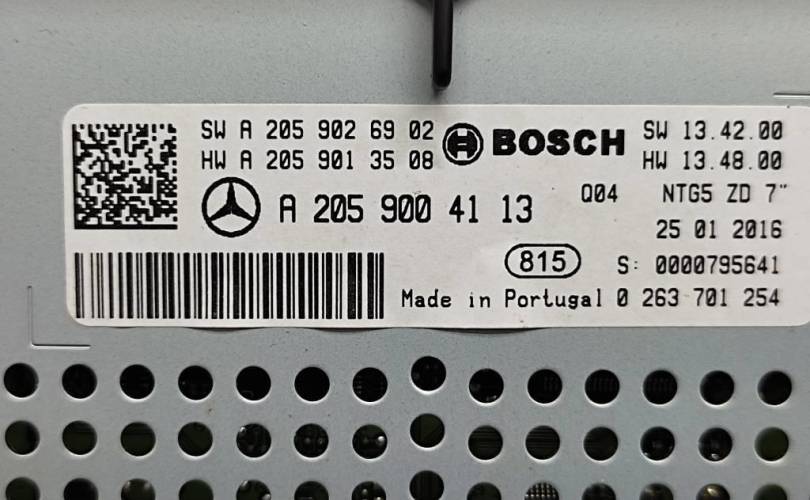 SW A 205 902 69 02
HW A 205 901 35 08
BOSCH
SW 13.42.00
HW 13.48.00
A 205 900 41 13
Q04 NTG5 ZD 7"
25 01 2016
815
S: 0000795641
Made in Portugal 0 263 701 254